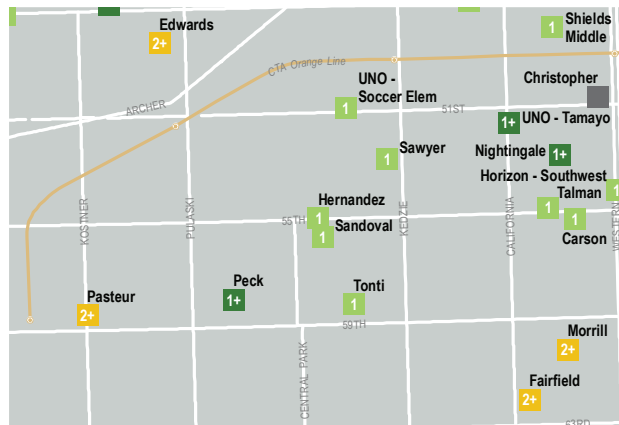 Edwards
2+
1
Shields
Middle
CTA Orange Line
UNO -
Soccer Elem
1
Christopher
ARCHER
51ST
1+
UNO - Tamayo
Sawyer
1
Nightingale
1+
Horizon - Southwest
Talman
1
1
Hernandez
1
55TH
Sandoval
1
1
Carson
KOSTNER
PULASKI
KEDZIE
CALIFORNIA
WESTERN
Pasteur
2+
Peck
1+
Tonti
1
59TH
CENTRAL PARK
Morrill
2+
Fairfield
2+
63RD